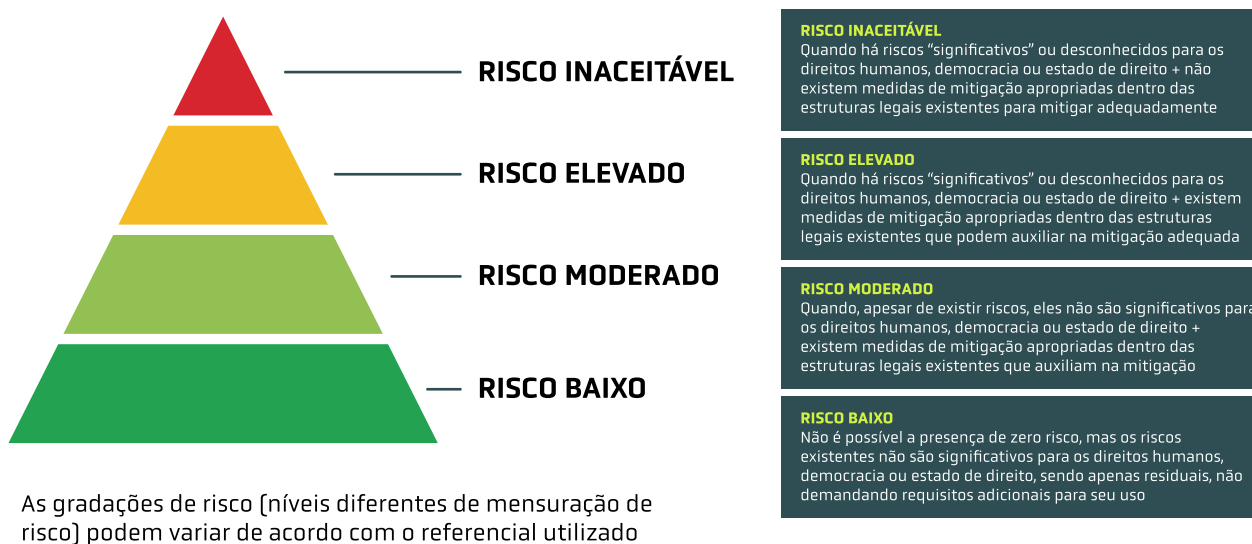 RISCO INACEITÁVEL
RISCO ELEVADO
RISCO MODERADO
RISCO BAIXO
As gradações de risco (níveis diferentes de mensuração de
risco) podem variar de acordo com o referencial utilizado
RISCO INACEITÁVEL
Quando há riscos “significativos” ou desconhecidos para os
direitos humanos, democracia ou estado de direito + não
existem medidas de mitigação apropriadas dentro das
estruturas legais existentes para mitigar adequadamente
RISCO ELEVADO
Quando há riscos “significativos” ou desconhecidos para os
direitos humanos, democracia ou estado de direito + existem
medidas de mitigação apropriadas dentro das estruturas
legais existentes que podem auxiliar na mitigação adequada
RISCO MODERADO
Quando, apesar de existir riscos, eles não são significativos para
os direitos humanos, democracia ou estado de direito +
existem medidas de mitigação apropriadas dentro das
estruturas legais existentes que auxiliam na mitigação
RISCO BAIXO
Não é possível a presença de zero risco, mas os riscos
existentes não são significativos para os direitos humanos,
democracia ou estado de direito, sendo apenas residuais, não
demandando requisitos adicionais para seu uso